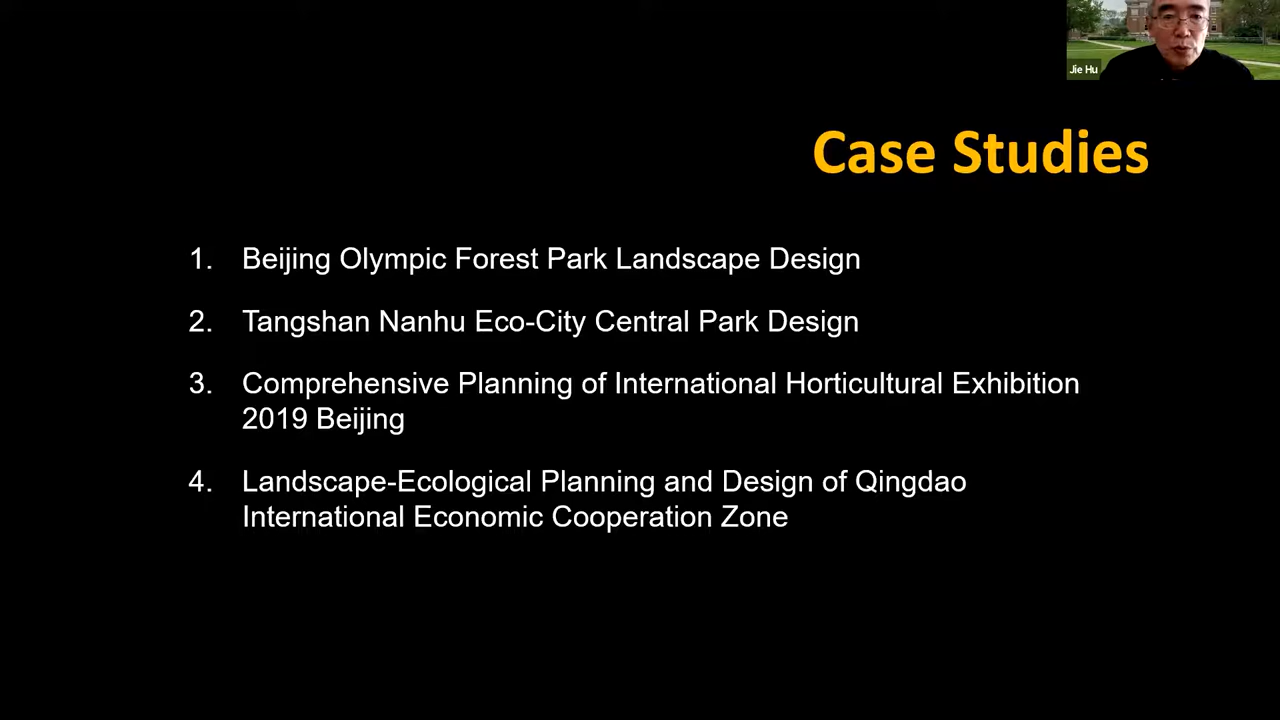 Jie Hu
Case Studies
1. Beijing Olympic Forest Park Landscape Design
2. Tangshan Nanhu Eco-City Central Park Design
3. Comprehensive Planning of International Horticultural Exhibition
2019 Beijing
4. Landscape-Ecological Planning and Design of Qingdao
International Economic Cooperation Zone